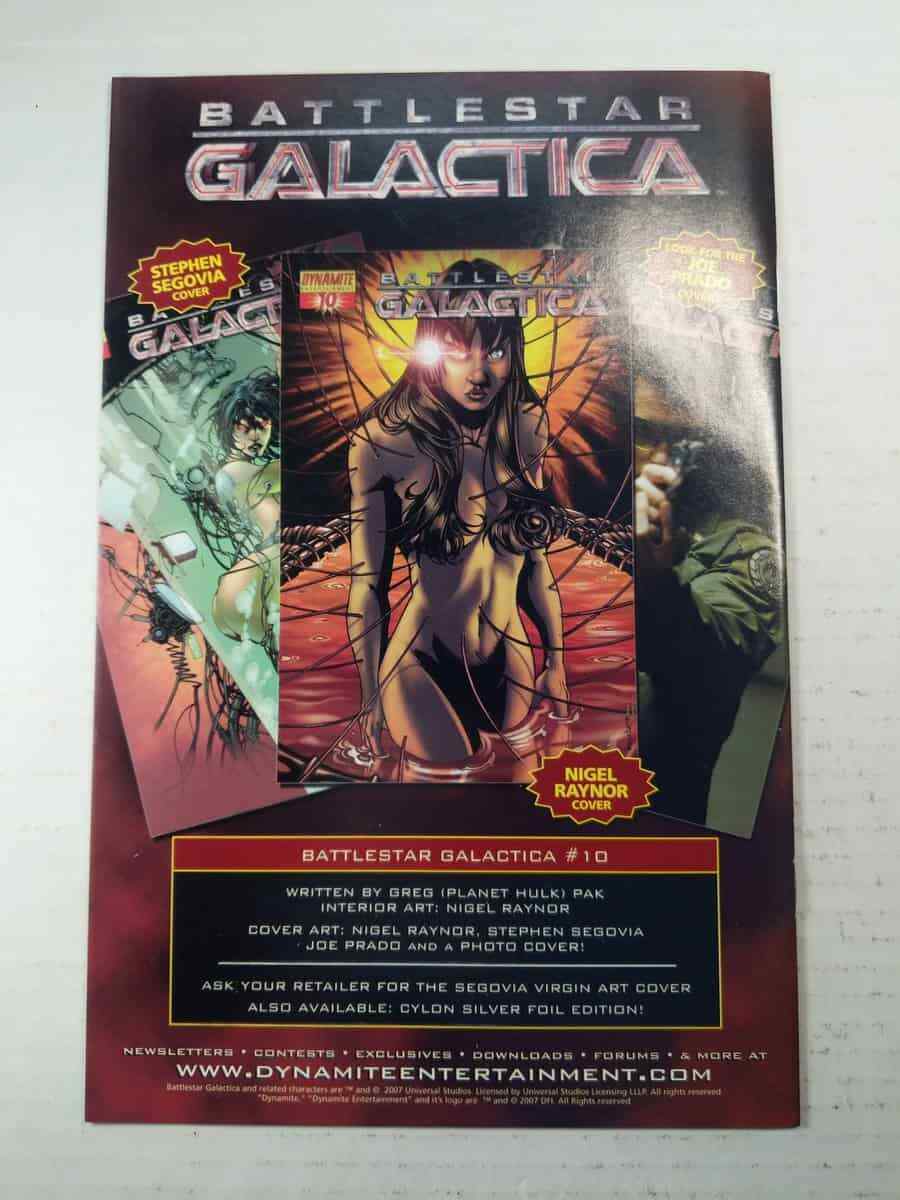 BATTLESTAR
GALACTICA
STEPHEN
SEGOVIA
COVER
LOOK FOR THE
JOE
PRADO
COVER
DYNAMITE
ENTERTAINMENT
10
BATTLESTAR
GALACTICA
GALACT
NIGEL
RAYNOR
COVER
BATTLESTAR GALACTICA #10
WRITTEN BY GREG (PLANET HULK) PAK
INTERIOR ART: NIGEL RAYNOR
COVER ART: NIGEL RAYNOR, STEPHEN SEGOVIA
JOE PRADO AND A PHOTO COVER!
ASK YOUR RETAILER FOR THE SEGOVIA VIRGIN ART COVER
ALSO AVAILABLE: CYLON SILVER FOIL EDITION!
NEWSLETTERS • CONTESTS • EXCLUSIVES • DOWNLOADS • FORUMS • & MORE AT
WWW.DYNAMITEENTERTAINMENT.COM
Battlestar Galactica and related characters are ™ and © 2007 Universal Studios. Licensed by Universal Studios Licensing LLLP. All rights reserved.
"Dynamite," "Dynamite Entertainment" and it's logo are ™ and © 2007 DFI. All Rights reserved